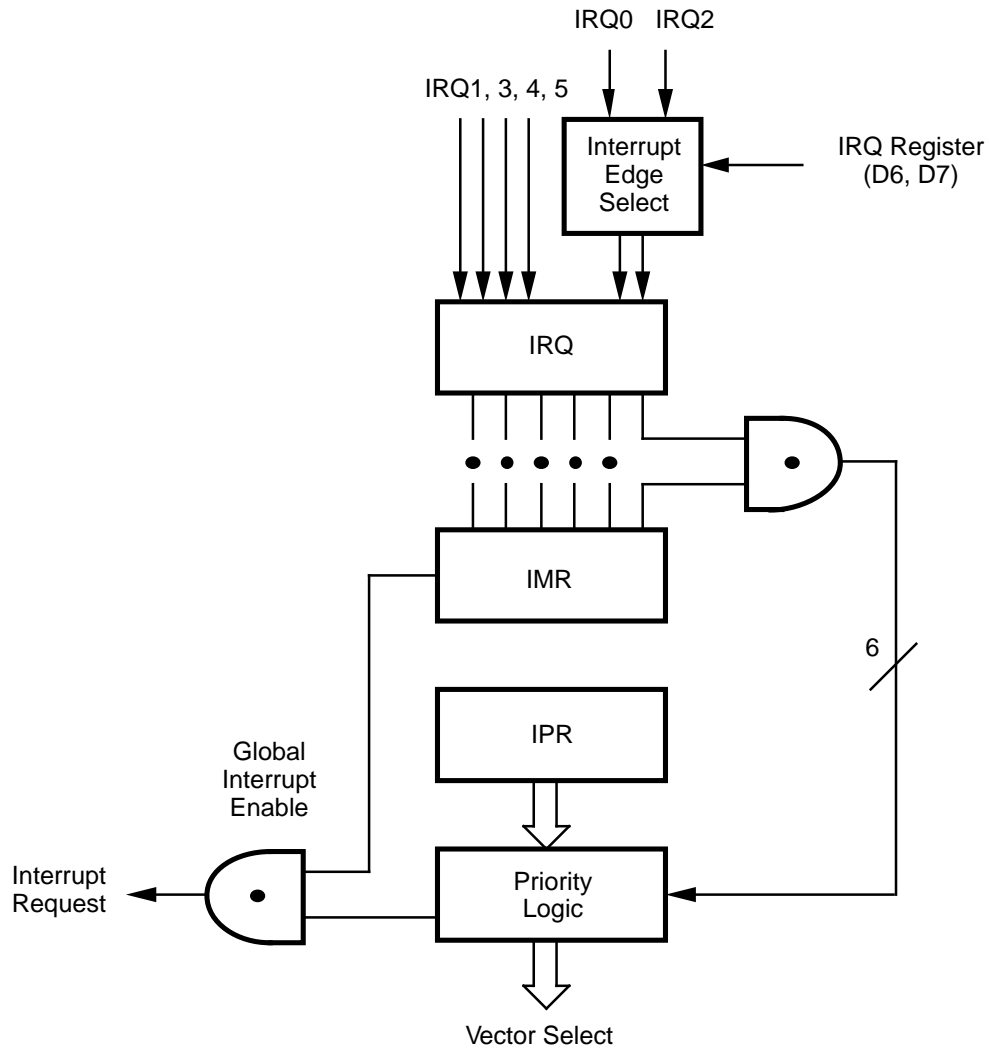 IRQ0 IRQ2
IRQ1, 3, 4, 5
Interrupt
Edge
Select
IRQ Register
(D6, D7)
IRQ
IMR
6
IPR
Global
Interrupt
Enable
Interrupt
Request
Priority
Logic
Vector Select